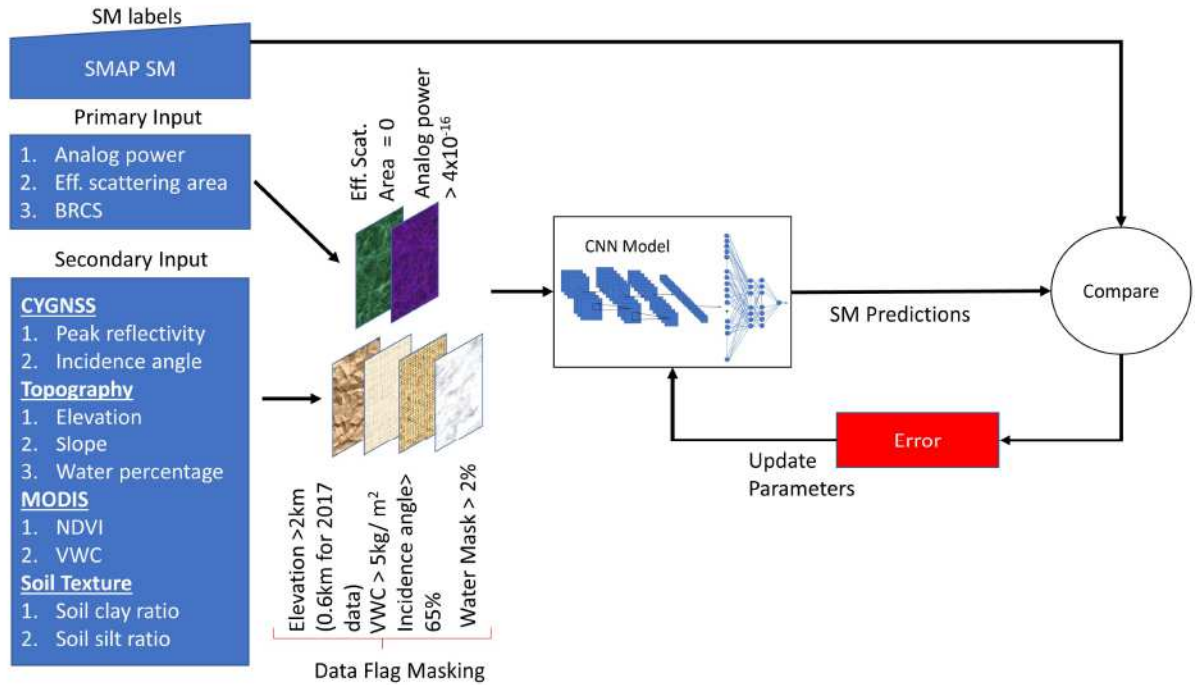 SM labels
SMAP SM
Primary Input
1. Analog power
2. Eff. scattering area
3. BRCS
Secondary Input
CYGNSS
1. Peak reflectivity
2. Incidence angle
Topography
1. Elevation
2. Slope
3. Water percentage
MODIS
1. NDVI
2. VWC
Soil Texture
1. Soil clay ratio
2. Soil silt ratio
Eff. Scat.
Area = 0
Analog power
> 4x10⁻¹⁶
Elevation >2km
(0.6km for 2017
data)
VWC > 5kg/ m²
Incidence angle>
65%
Water Mask > 2%
Data Flag Masking
CNN Model
SM Predictions
Compare
Error
Update
Parameters